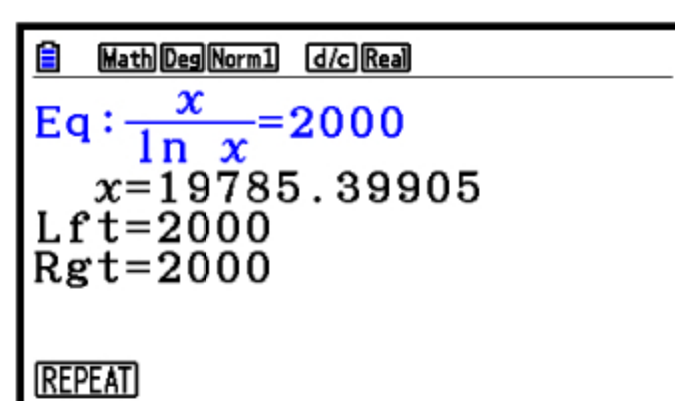 Math Deg Norm1 d/c Real
Eq: x/ln x=2000
x=19785.39905
Lft=2000
Rgt=2000
REPEAT